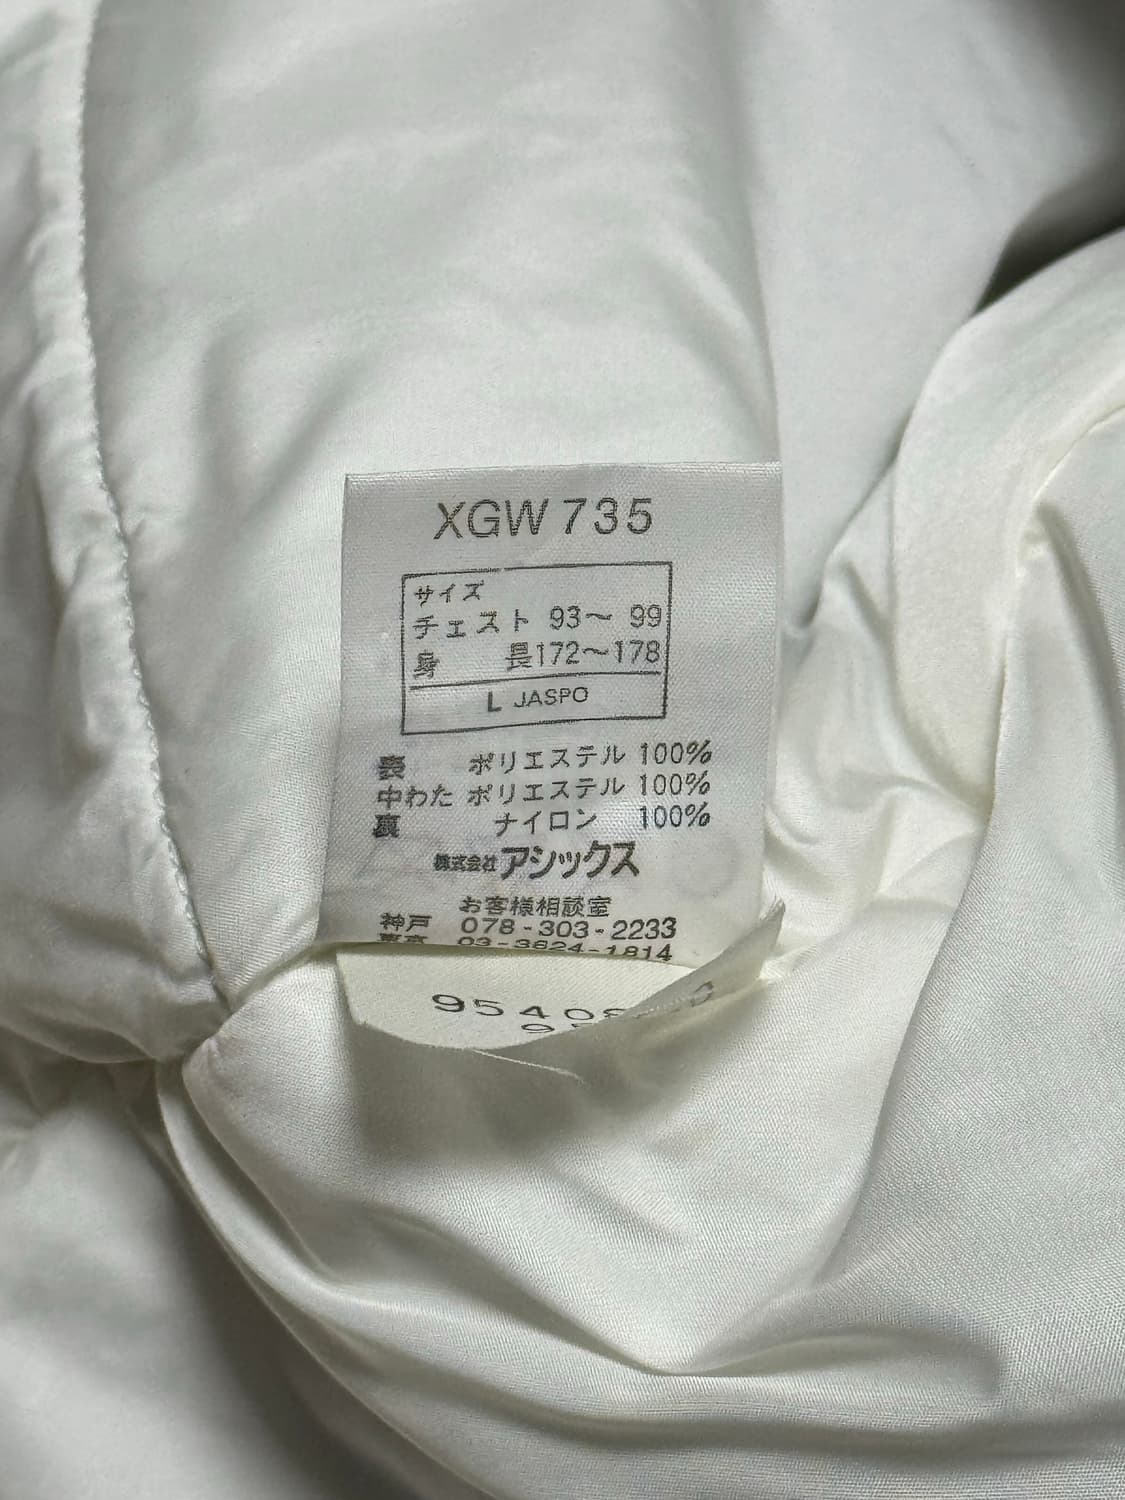 XGW 735
サイズ
チェスト 93〜 99
身 長172〜178
L JASPO
表 ポリエステル 100%
中わた ポリエステル 100%
裏 ナイロン 100%
株式会社アシックス
お客様相談室
神戸 078-303-2233
東京 03-3624-1814